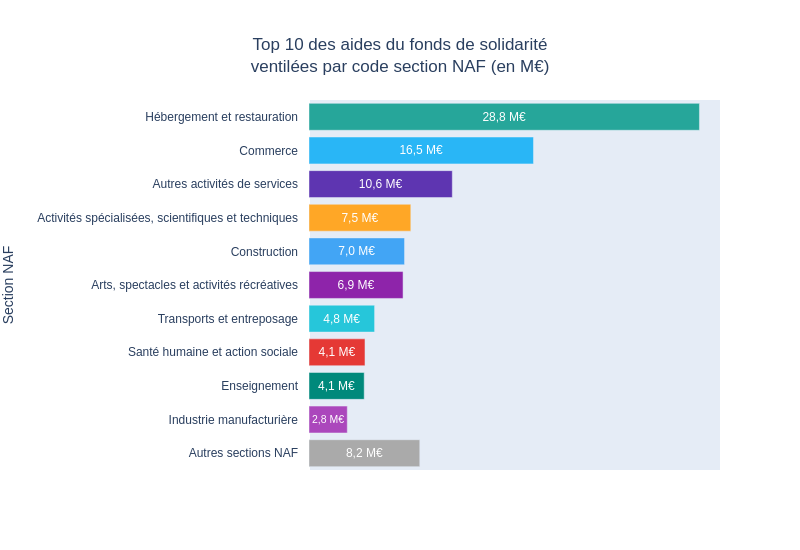 Top 10 des aides du fonds de solidarité
ventilées par code section NAF (en M€)
Section NAF
Hébergement et restauration 28,8 M€
Commerce 16,5 M€
Autres activités de services 10,6 M€
Activités spécialisées, scientifiques et techniques 7,5 M€
Construction 7,0 M€
Arts, spectacles et activités récréatives 6,9 M€
Transports et entreposage 4,8 M€
Santé humaine et action sociale 4,1 M€
Enseignement 4,1 M€
Industrie manufacturière 2,8 M€
Autres sections NAF 8,2 M€